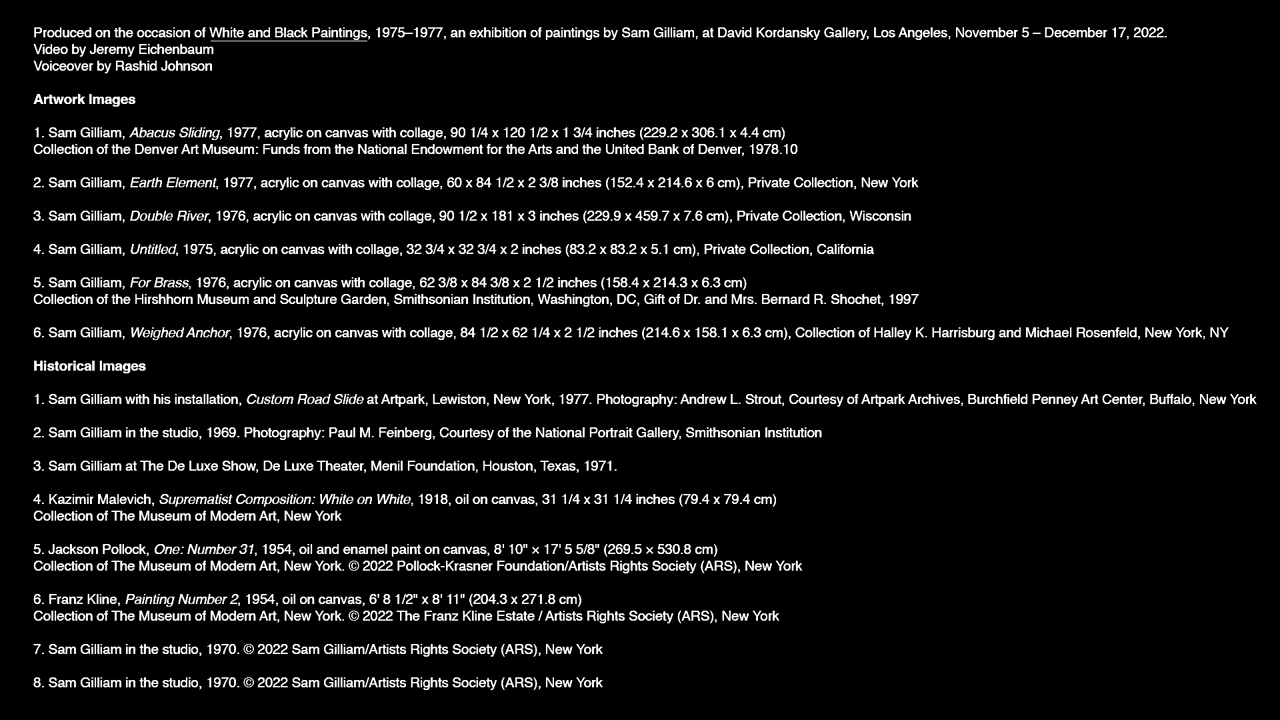 Produced on the occasion of White and Black Paintings, 1975–1977, an exhibition of paintings by Sam Gilliam, at David Kordansky Gallery, Los Angeles, November 5 – December 17, 2022.
Video by Jeremy Eichenbaum
Voiceover by Rashid Johnson
Artwork Images
1. Sam Gilliam, Abacus Sliding, 1977, acrylic on canvas with collage, 90 1/4 x 120 1/2 x 1 3/4 inches (229.2 x 306.1 x 4.4 cm)
Collection of the Denver Art Museum: Funds from the National Endowment for the Arts and the United Bank of Denver, 1978.10
2. Sam Gilliam, Earth Element, 1977, acrylic on canvas with collage, 60 x 84 1/2 x 2 3/8 inches (152.4 x 214.6 x 6 cm), Private Collection, New York
3. Sam Gilliam, Double River, 1976, acrylic on canvas with collage, 90 1/2 x 181 x 3 inches (229.9 x 459.7 x 7.6 cm), Private Collection, Wisconsin
4. Sam Gilliam, Untitled, 1975, acrylic on canvas with collage, 32 3/4 x 32 3/4 x 2 inches (83.2 x 83.2 x 5.1 cm), Private Collection, California
5. Sam Gilliam, For Brass, 1976, acrylic on canvas with collage, 62 3/8 x 84 3/8 x 2 1/2 inches (158.4 x 214.3 x 6.3 cm)
Collection of the Hirshhorn Museum and Sculpture Garden, Smithsonian Institution, Washington, DC, Gift of Dr. and Mrs. Bernard R. Shochet, 1997
6. Sam Gilliam, Weighed Anchor, 1976, acrylic on canvas with collage, 84 1/2 x 62 1/4 x 2 1/2 inches (214.6 x 158.1 x 6.3 cm), Collection of Halley K. Harrisburg and Michael Rosenfeld, New York, NY
Historical Images
1. Sam Gilliam with his installation, Custom Road Slide at Artpark, Lewiston, New York, 1977. Photography: Andrew L. Strout, Courtesy of Artpark Archives, Burchfield Penney Art Center, Buffalo, New York
2. Sam Gilliam in the studio, 1969. Photography: Paul M. Feinberg, Courtesy of the National Portrait Gallery, Smithsonian Institution
3. Sam Gilliam at The De Luxe Show, De Luxe Theater, Menil Foundation, Houston, Texas, 1971.
4. Kazimir Malevich, Suprematist Composition: White on White, 1918, oil on canvas, 31 1/4 x 31 1/4 inches (79.4 x 79.4 cm)
Collection of The Museum of Modern Art, New York
5. Jackson Pollock, One: Number 31, 1954, oil and enamel paint on canvas, 8' 10" × 17' 5 5/8" (269.5 × 530.8 cm)
Collection of The Museum of Modern Art, New York. © 2022 Pollock-Krasner Foundation/Artists Rights Society (ARS), New York
6. Franz Kline, Painting Number 2, 1954, oil on canvas, 6' 8 1/2" x 8' 11" (204.3 x 271.8 cm)
Collection of The Museum of Modern Art, New York. © 2022 The Franz Kline Estate / Artists Rights Society (ARS), New York
7. Sam Gilliam in the studio, 1970. © 2022 Sam Gilliam/Artists Rights Society (ARS), New York
8. Sam Gilliam in the studio, 1970. © 2022 Sam Gilliam/Artists Rights Society (ARS), New York